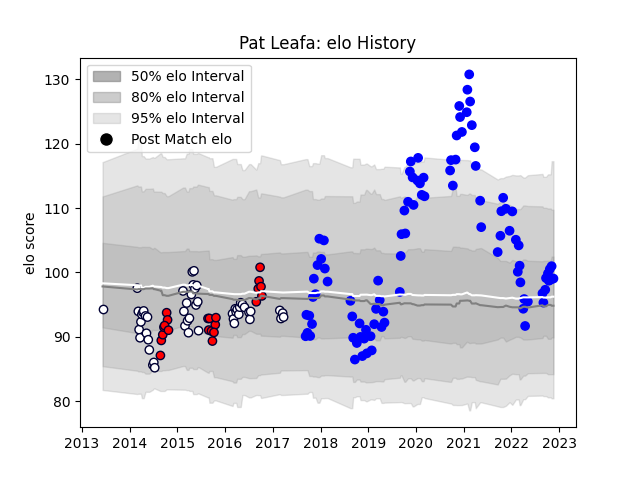 Pat Leafa: elo History
50% elo Interval
80% elo Interval
95% elo Interval
Post Match elo
elo score
130
120
110
100
90
80
2013 2014 2015 2016 2017 2018 2019 2020 2021 2022 2023